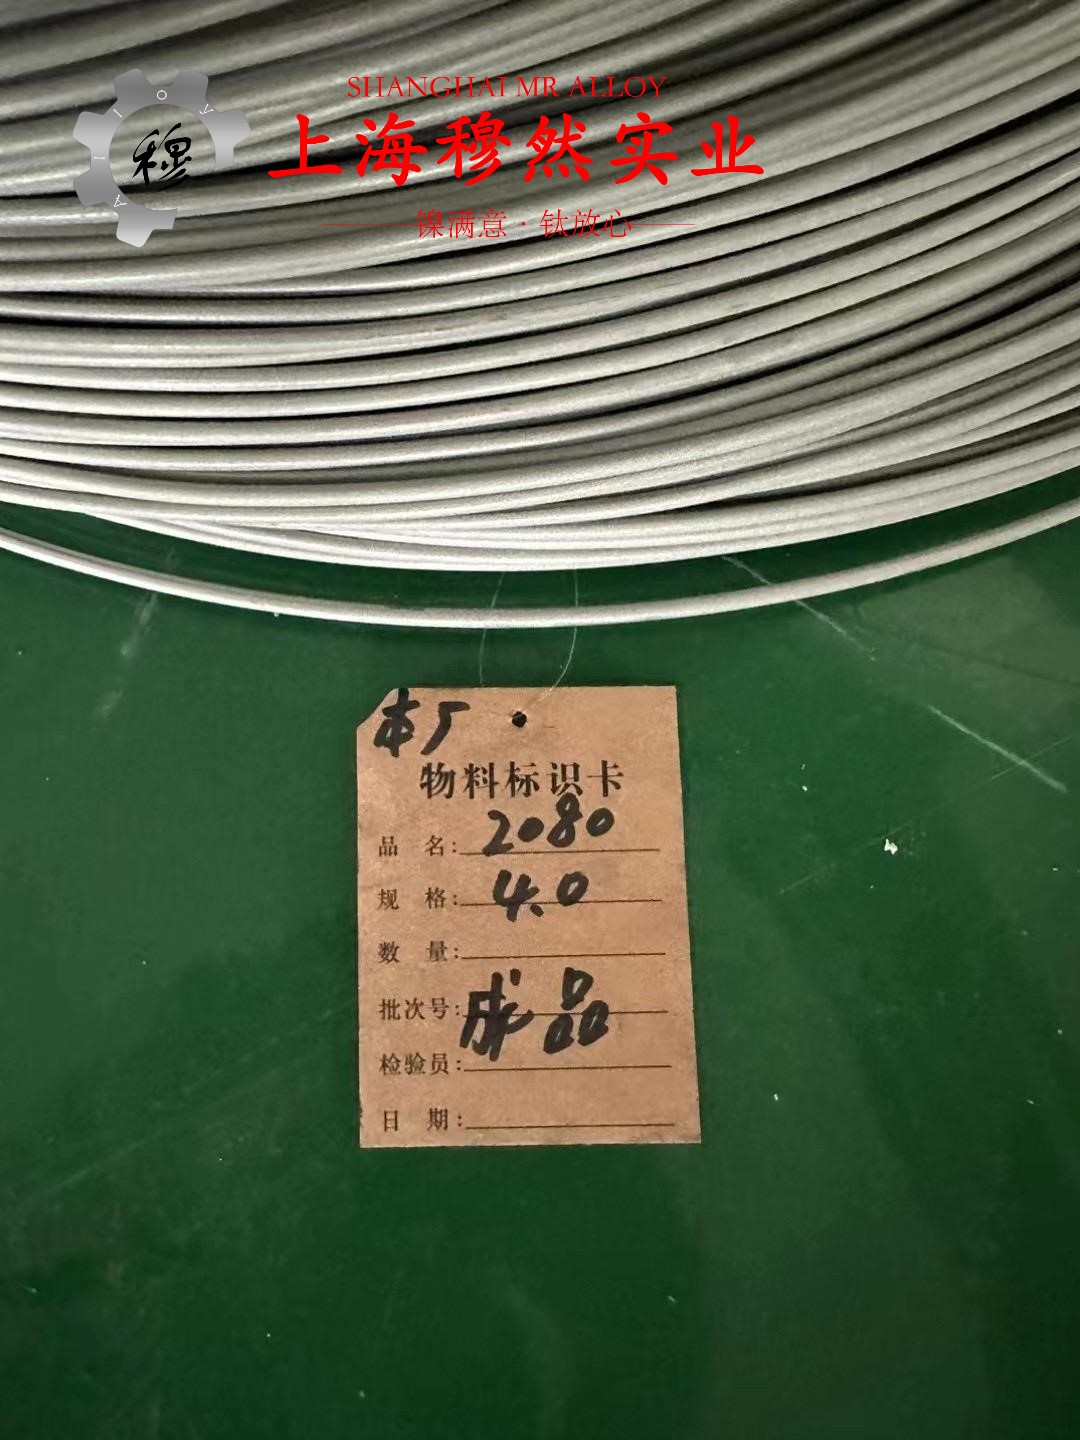 SHANGHAI MR ALLOY
穆
上海穆然实业
镍满意·钛放心
本厂
物料标识卡
品 名: 2080
规 格: 4.0
数 量:
批次号: 成品
检验员:
日 期: